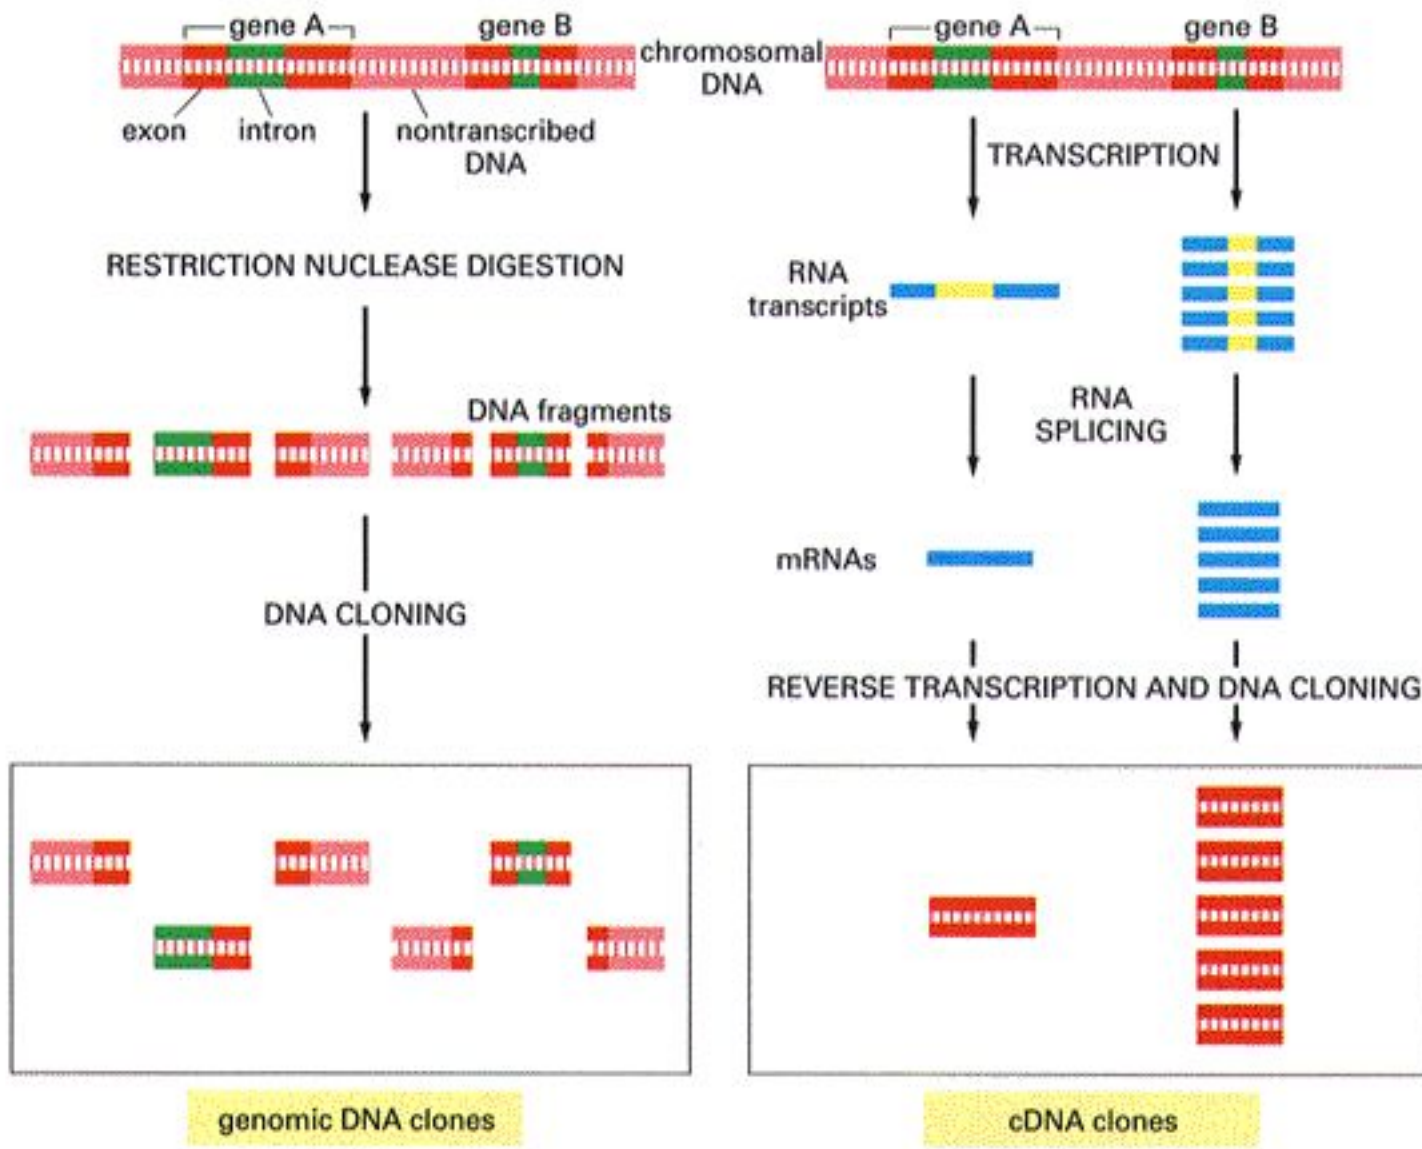 gene A
gene B
chromosomal
DNA
gene A
gene B
exon
intron
nontranscribed
DNA
TRANSCRIPTION
RESTRICTION NUCLEASE DIGESTION
RNA
transcripts
DNA fragments
RNA
SPLICING
mRNAs
DNA CLONING
REVERSE TRANSCRIPTION AND DNA CLONING
genomic DNA clones
cDNA clones